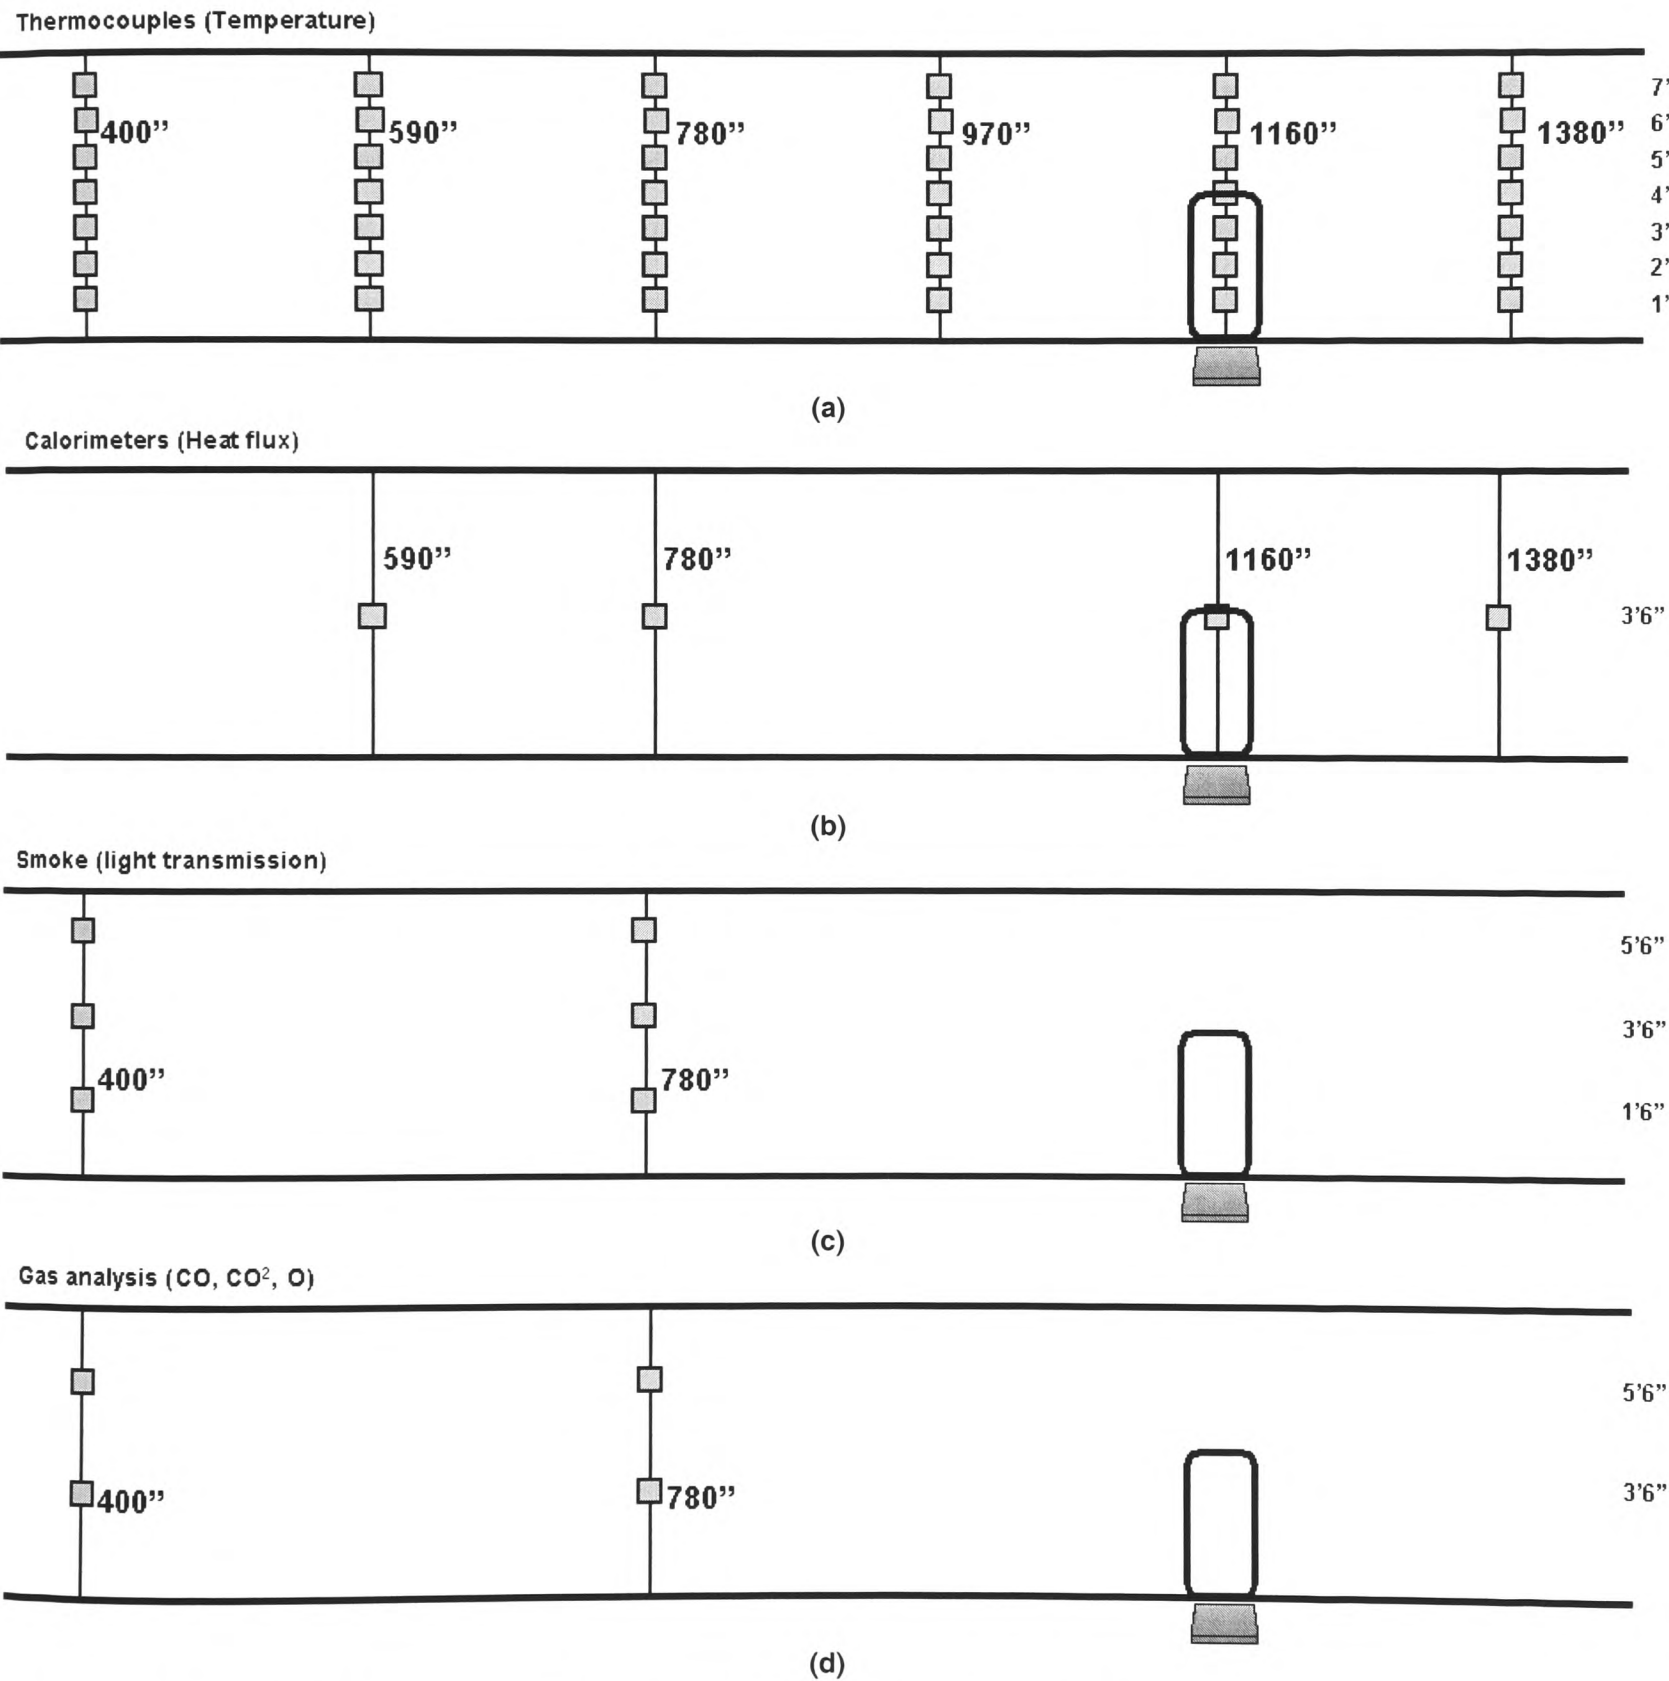 Thermocouples (Temperature)
7'
400” 590” 780” 970” 1160” 1380” 6'
5'
4'
3'
2'
1'
(a)
Calorimeters (Heat flux)
590” 780” 1160” 1380”
3'6”
(b)
Smoke (light transmission)
5'6”
3'6”
400” 780”
1'6”
(c)
Gas analysis (CO, CO², O)
5'6”
3'6”
400” 780”
(d)